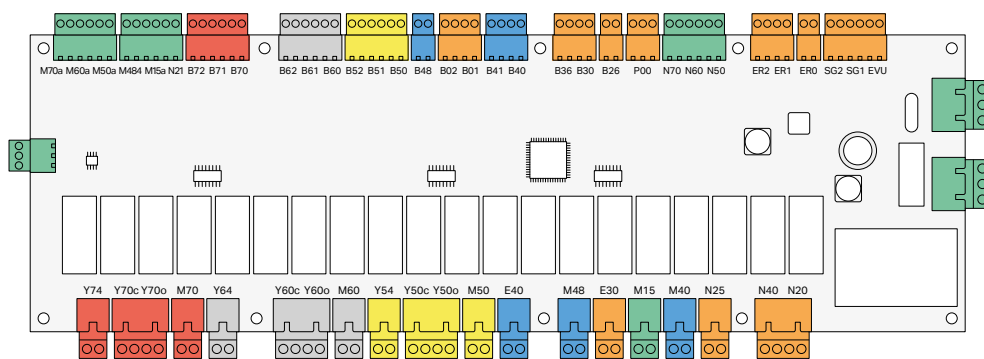 M70a M60a M50a M484 M15a N21 B72 B71 B70 B62 B61 B60 B52 B51 B50 B48 B02 B01 B41 B40 B36 B30 B26 P00 N70 N60 N50 ER2 ER1 ER0 SG2 SG1 EVU
Y74 Y70c Y70o M70 Y64 Y60c Y60o M60 Y54 Y50c Y50o M50 E40 M48 E30 M15 M40 N25 N40 N20